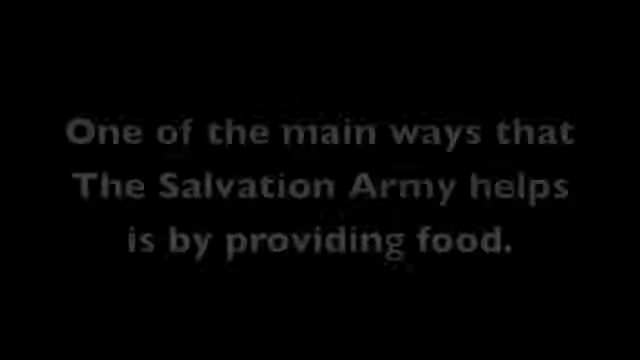 One of the main ways that
The Salvation Army helps
is by providing food.